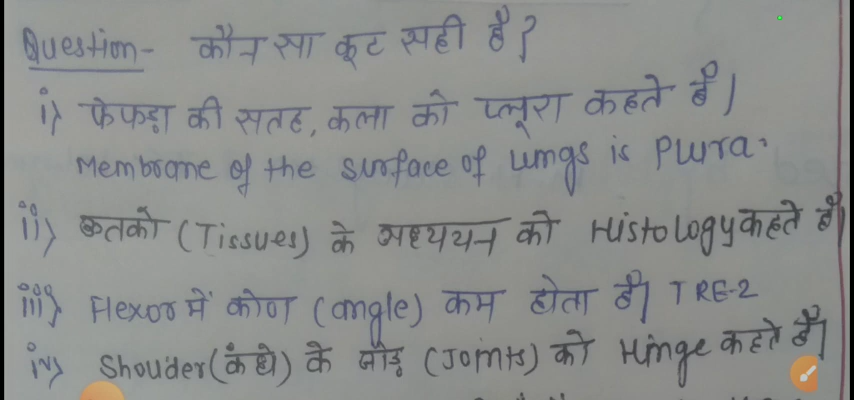 Question- कौन सा कूट सही है?
i) फेफड़ा की सतह, कला को प्लूरा कहते हैं।
Membrane of the surface of lungs is Plura.
ii) ऊतको (Tissues) के अध्ययन को Histology कहते हैं।
iii) Flexor में कोण (angle) कम होता है। TRE-2
iv) Shoulder (कंधे) के जोड़ (Joints) को Hinge कहते हैं।